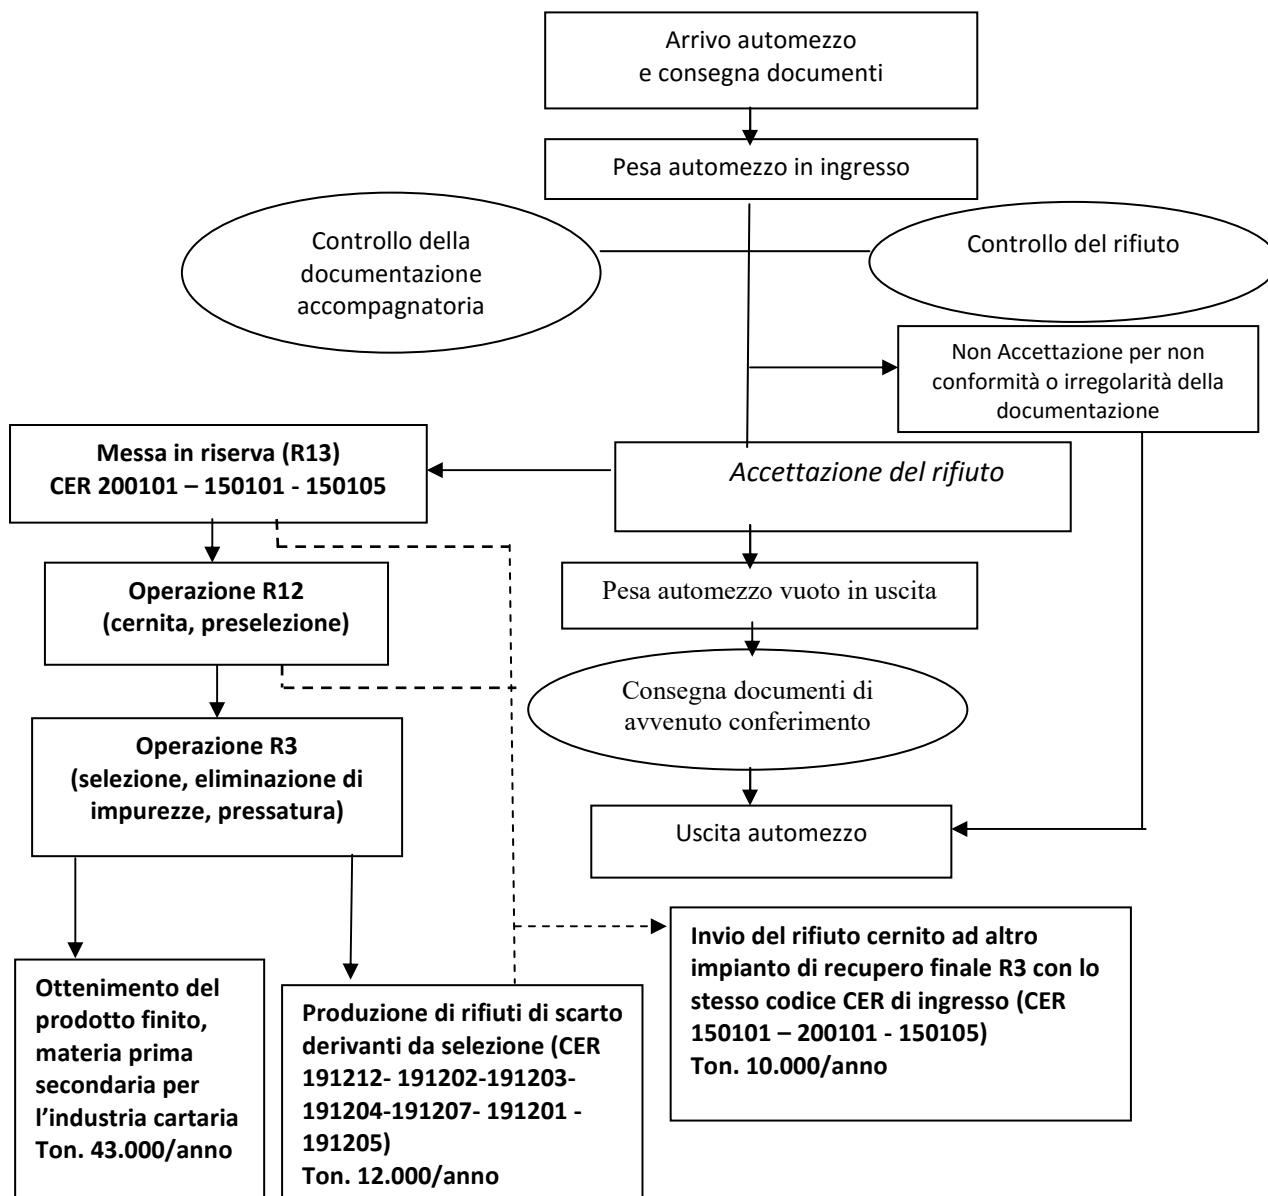 Arrivo automezzo
e consegna documenti
Pesa automezzo in ingresso
Controllo della
documentazione
accompagnatoria
Controllo del rifiuto
Non Accettazione per non
conformità o irregolarità della
documentazione
Messa in riserva (R13)
CER 200101 – 150101 - 150105
Accettazione del rifiuto
Operazione R12
(cernita, preselezione)
Pesa automezzo vuoto in uscita
Consegna documenti di
avvenuto conferimento
Operazione R3
(selezione, eliminazione di
impurezze, pressatura)
Uscita automezzo
Invio del rifiuto cernito ad altro
impianto di recupero finale R3 con lo
stesso codice CER di ingresso (CER
150101 – 200101 - 150105)
Ton. 10.000/anno
Ottenimento del
prodotto finito,
materia prima
secondaria per
l’industria cartaria
Ton. 43.000/anno
Produzione di rifiuti di scarto
derivanti da selezione (CER
191212- 191202-191203-
191204-191207- 191201 -
191205)
Ton. 12.000/anno